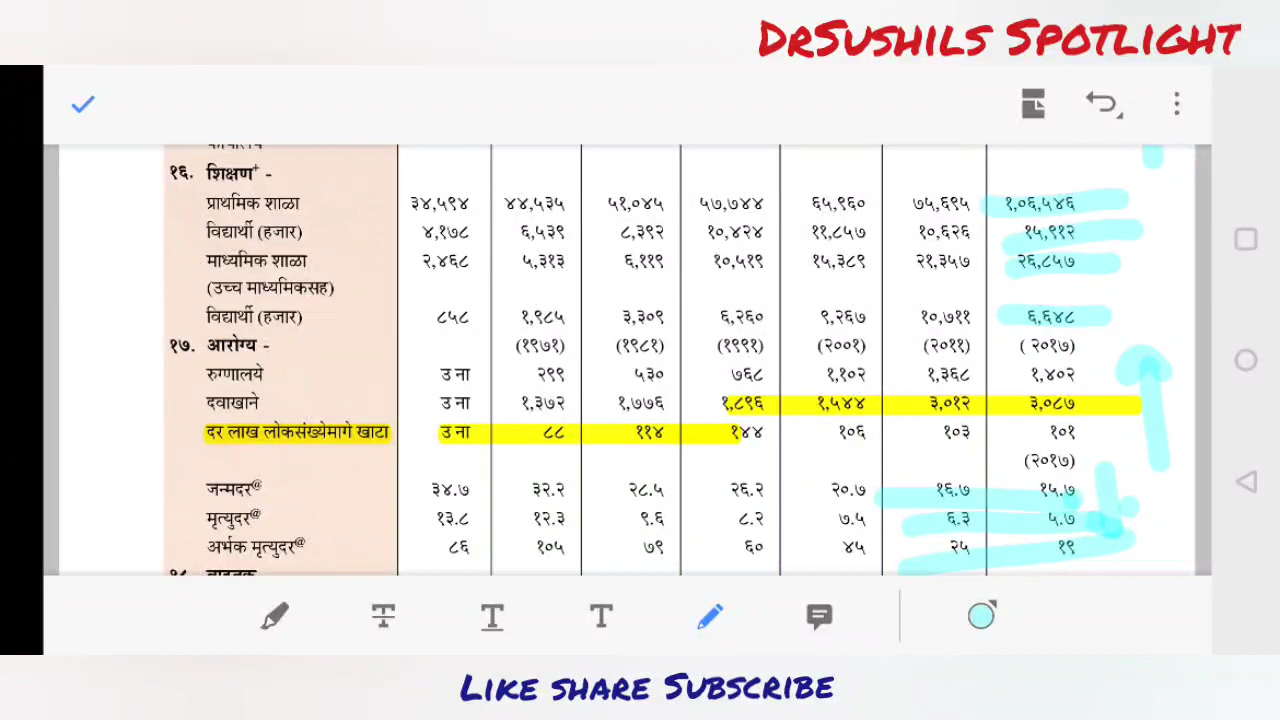 DrSushils Spotlight
१६. शिक्षण+ -
प्राथमिक शाळा ३४,५९४ ४४,५३५ ५१,०४५ ५७,७४४ ६५,९६० ७५,६९५ १,०६,५४६
विद्यार्थी (हजार) ४,१७८ ६,५३९ ८,३९२ १०,४२४ ११,८५७ १०,६२६ १५,९१२
माध्यमिक शाळा २,४६८ ५,३१३ ६,११९ १०,५१९ १५,३८९ २१,३५७ २६,८५७
(उच्च माध्यमिकसह)
विद्यार्थी (हजार) ८५८ १,९८५ ३,३०९ ६,२६० ९,२६७ १०,७११ ६,६४८
१७. आरोग्य - (१९७१) (१९८१) (१९९१) (२००१) (२०११) ( २०१७)
रुग्णालये उ ना २९९ ५३० ७६८ १,१०२ १,३६८ १,४०२
दवाखाने उ ना १,३७२ १,७७६ १,८९६ १,५४४ ३,०१२ ३,०८७
दर लाख लोकसंख्येमागे खाटा उ ना ८८ ११४ १४४ १०६ १०३ १०१
(२०१७)
जन्मदर@ ३४.७ ३२.२ २८.५ २६.२ २०.७ १६.७ १५.७
मृत्युदर@ १३.८ १२.३ ९.६ ८.२ ७.५ ६.३ ५.७
अर्भक मृत्युदर@ ८६ १०५ ७९ ६० ४५ २५ १९
Like share Subscribe